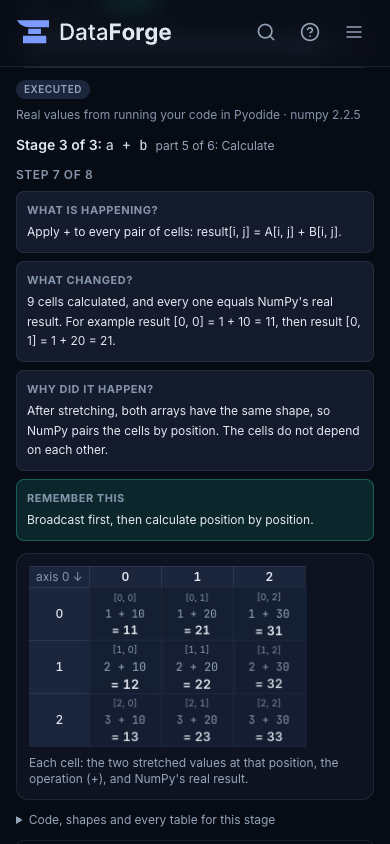 DataForge
EXECUTED
Real values from running your code in Pyodide · numpy 2.2.5
Stage 3 of 3: a + b part 5 of 6: Calculate
STEP 7 OF 8
WHAT IS HAPPENING?
Apply + to every pair of cells: result[i, j] = A[i, j] + B[i, j].
WHAT CHANGED?
9 cells calculated, and every one equals NumPy's real
result. For example result [0, 0] = 1 + 10 = 11, then result [0,
1] = 1 + 20 = 21.
WHY DID IT HAPPEN?
After stretching, both arrays have the same shape, so
NumPy pairs the cells by position. The cells do not depend
on each other.
REMEMBER THIS
Broadcast first, then calculate position by position.
axis 0 ↓ 0 1 2
[0, 0] [0, 1] [0, 2]
0 1 + 10 1 + 20 1 + 30
= 11 = 21 = 31
[1, 0] [1, 1] [1, 2]
1 2 + 10 2 + 20 2 + 30
= 12 = 22 = 32
[2, 0] [2, 1] [2, 2]
2 3 + 10 3 + 20 3 + 30
= 13 = 23 = 33
Each cell: the two stretched values at that position, the
operation (+), and NumPy's real result.
▶ Code, shapes and every table for this stage